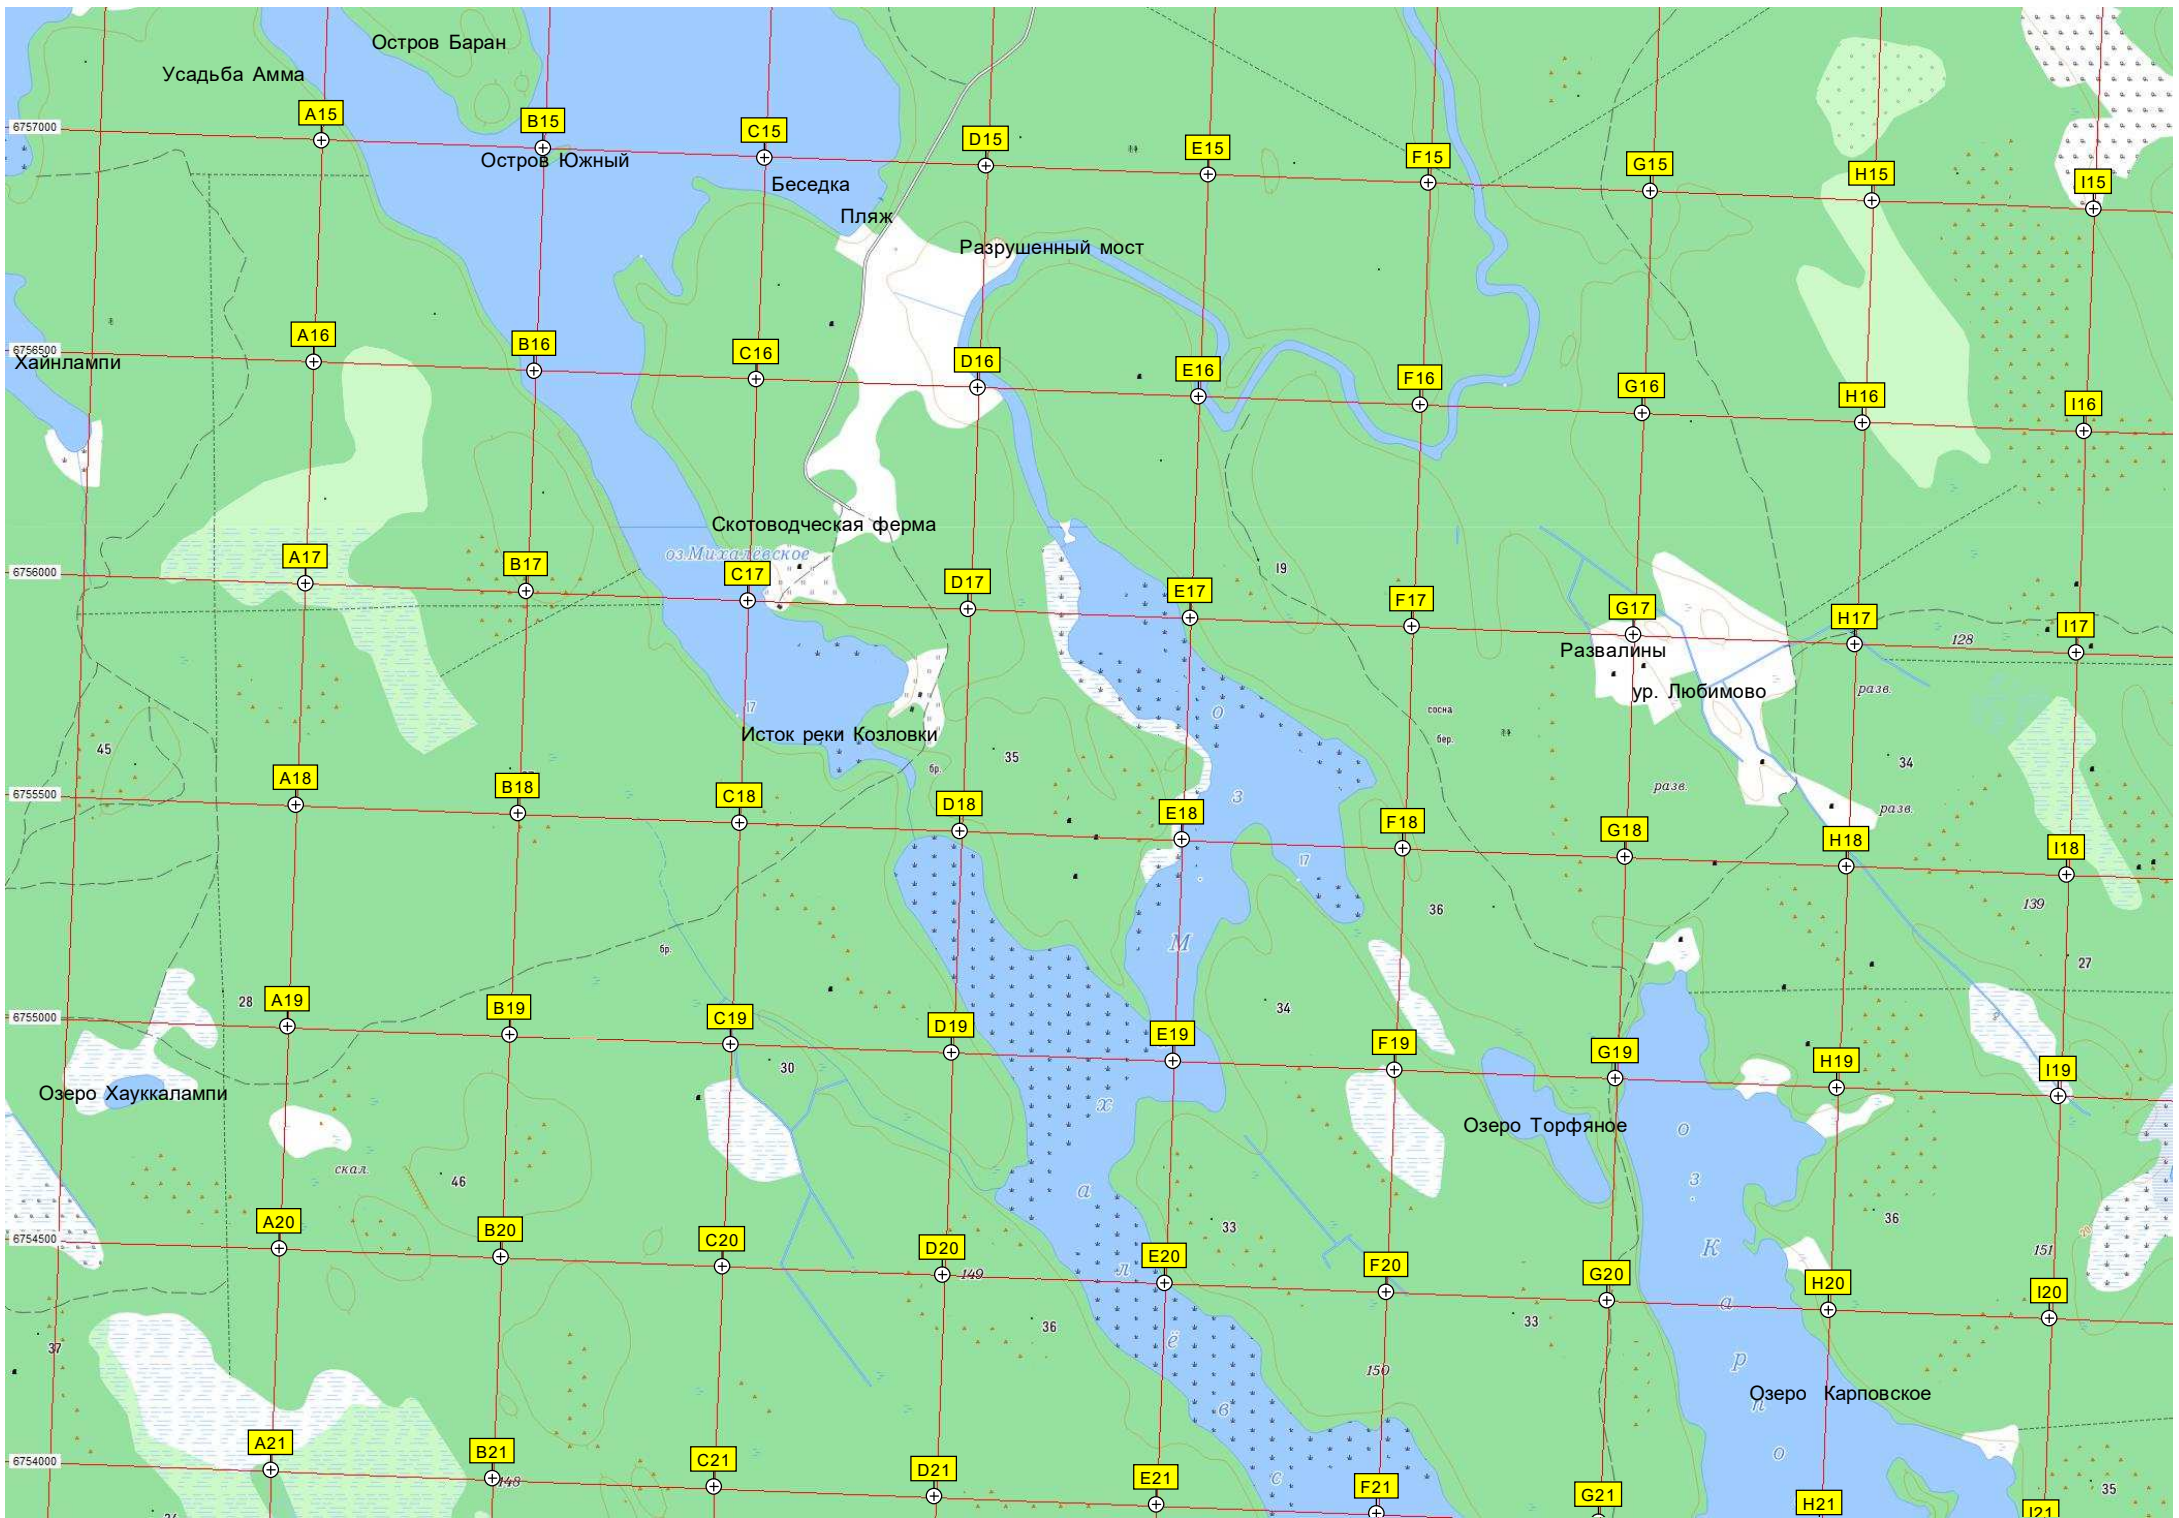 Остров Баран
Усадьба Амма
A15
B15
C15
D15
E15
F15
G15
H15
I15
6757000
Остров Южный
Беседка
Пляж
Разрушенный мост
A16
B16
C16
D16
E16
F16
G16
H16
I16
6756500
Хайнлампи
Скотоводческая ферма
оз.Михалёвское
19
A17
B17
C17
D17
E17
F17
G17
H17
I17
6756000
128
Развалины
ур. Любимово
разв.
17
о
сосна
бер.
Исток реки Козловки
45
35
34
бр.
A18
B18
C18
D18
E18
F18
G18
H18
I18
6755500
разв.
разв.
з
17
36
139
М
бр.
27
28
34
A19
B19
C19
D19
E19
F19
G19
H19
I19
6755000
30
Озеро Хауккалампи
х
Озеро Торфяное
о
скал.
46
а
з
33
36
A20
B20
C20
D20
E20
F20
G20
H20
I20
6754500
149
л
К
151
20
а
36
33
37
ё
150
р
Озеро Карповское
п
в
о
A21
B21
C21
D21
E21
F21
G21
H21
I21
6754000
148
с
35